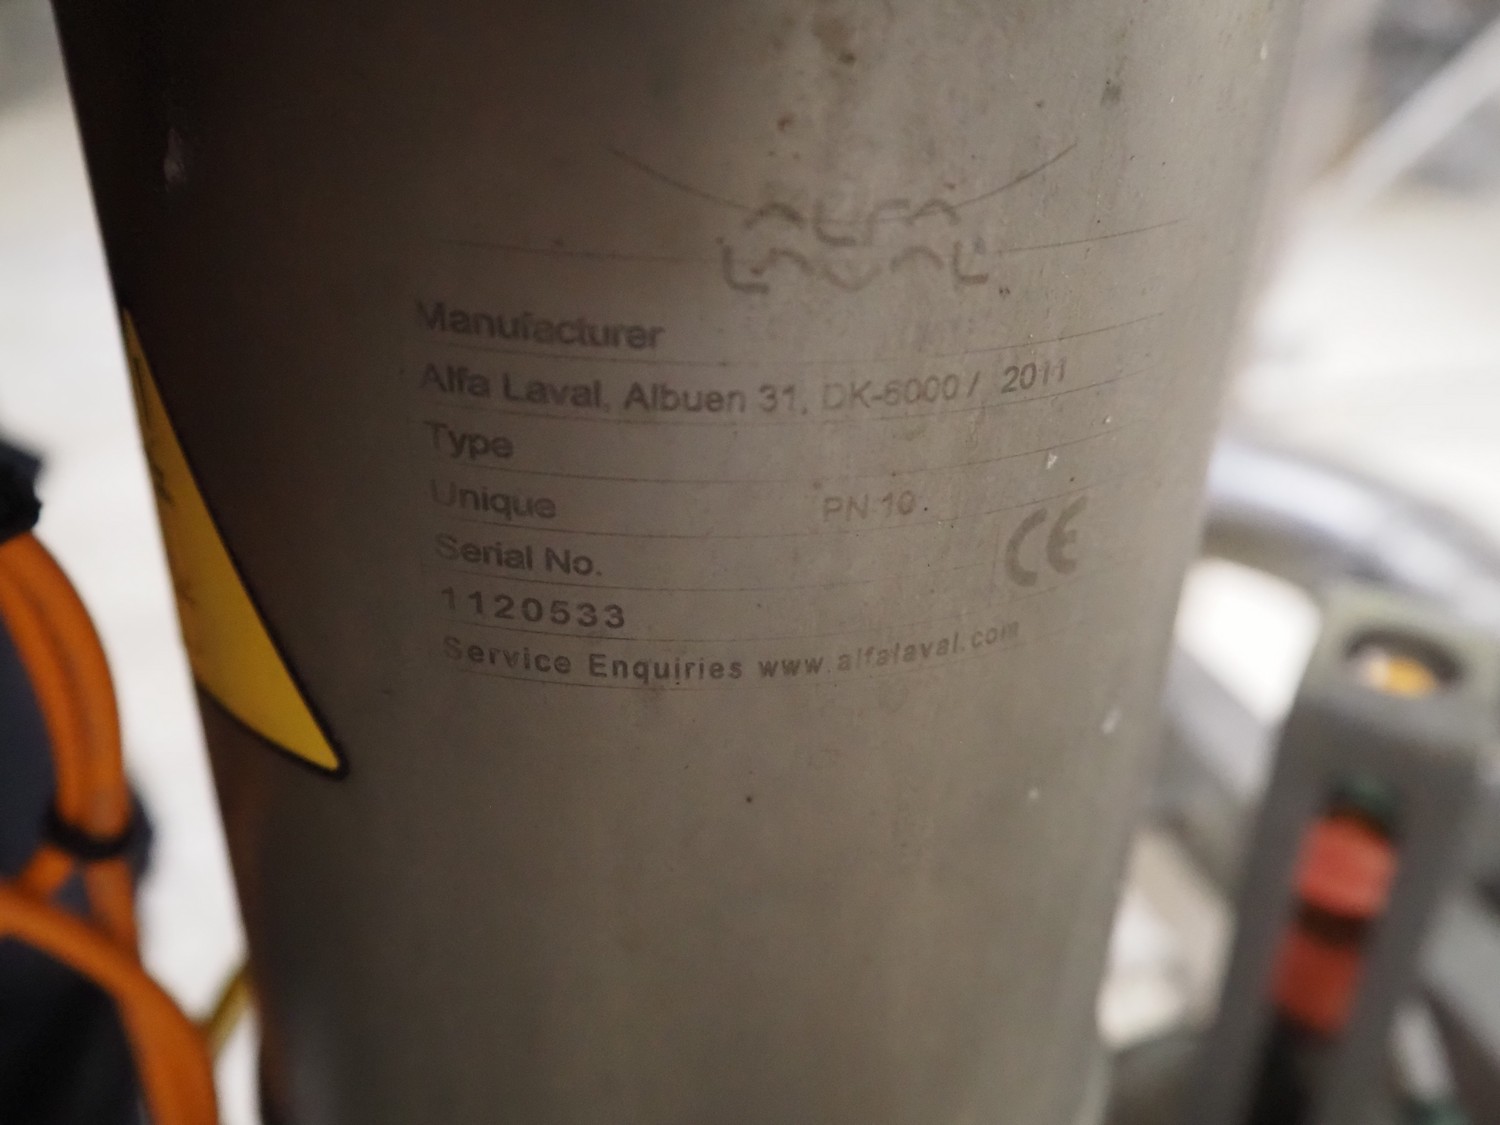 ALFA
LAVAL
Manufacturer
Alfa Laval, Albuen 31, DK-6000 / 2011
Type
Unique PN 10
Serial No.
1120533
CE
Service Enquiries www.alfalaval.com